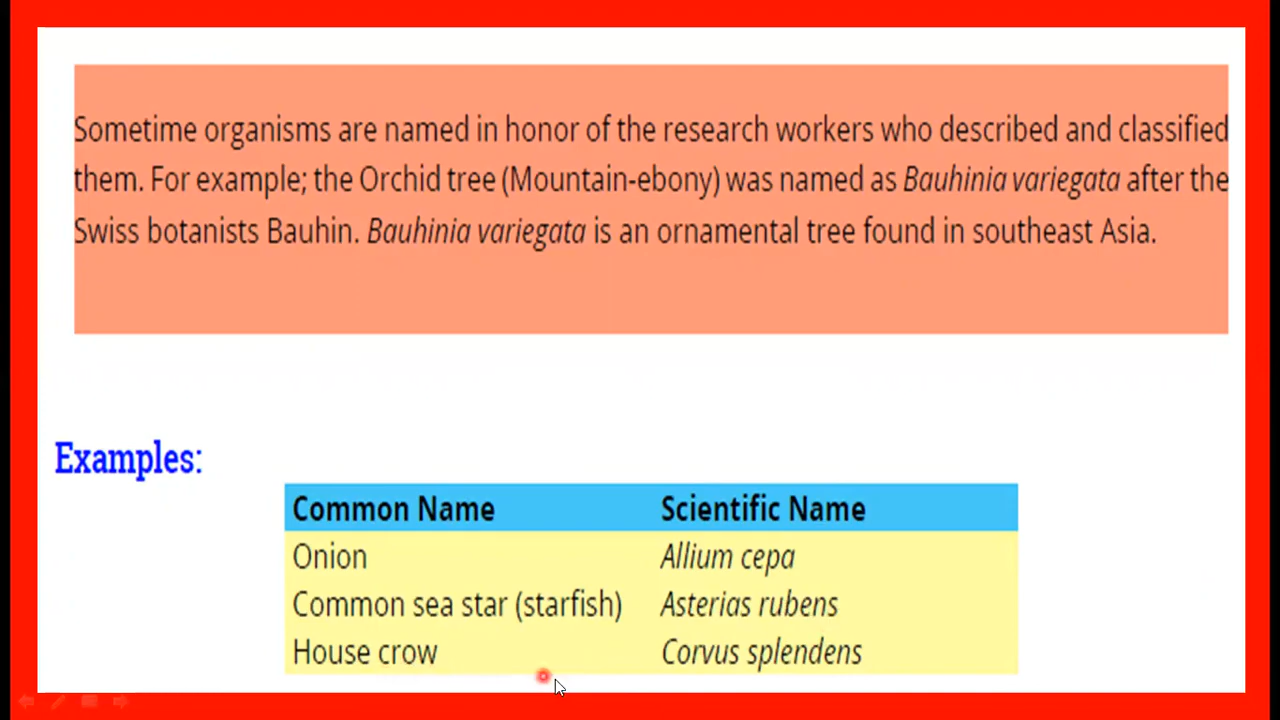 Sometime organisms are named in honor of the research workers who described and classified
them. For example; the Orchid tree (Mountain-ebony) was named as Bauhinia variegata after the
Swiss botanists Bauhin. Bauhinia variegata is an ornamental tree found in southeast Asia.
Examples:
Common Name Scientific Name
Onion Allium cepa
Common sea star (starfish) Asterias rubens
House crow Corvus splendens